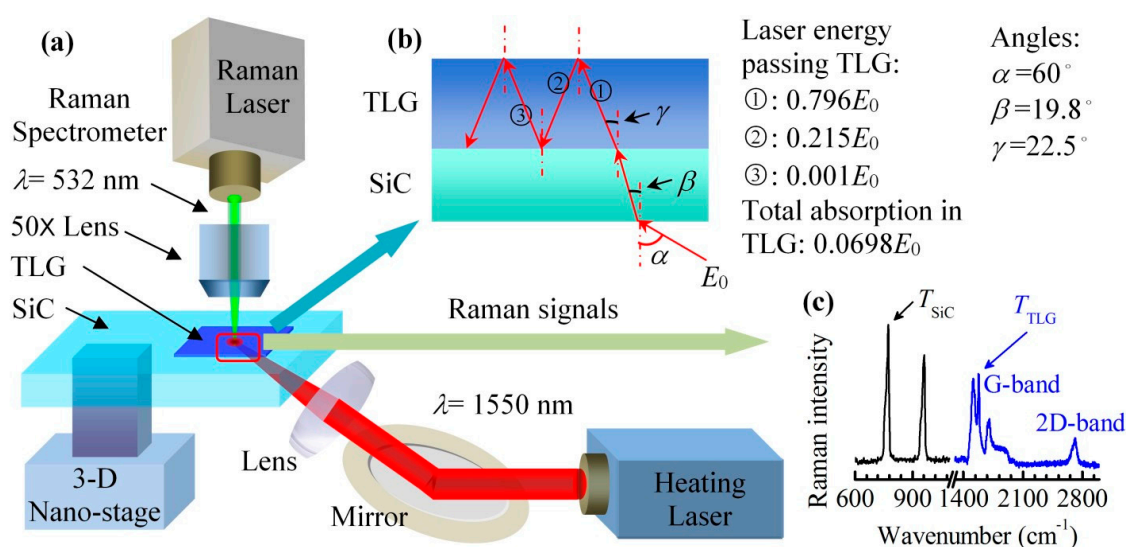 (a)
Raman
Laser
Raman
Spectrometer
λ= 532 nm
50X Lens
TLG
SiC
3-D
Nano-stage
Lens
Mirror
λ= 1550 nm
Heating
Laser
Raman signals
(b)
TLG
SiC
①
②
③
γ
β
α
E₀
Laser energy
passing TLG:
①: 0.796E₀
②: 0.215E₀
③: 0.001E₀
Total absorption in
TLG: 0.0698E₀
Angles:
α=60°
β=19.8°
γ=22.5°
(c)
T_SiC
T_TLG
G-band
2D-band
Raman intensity
600 900 1400 2100 2800
Wavenumber (cm⁻¹)